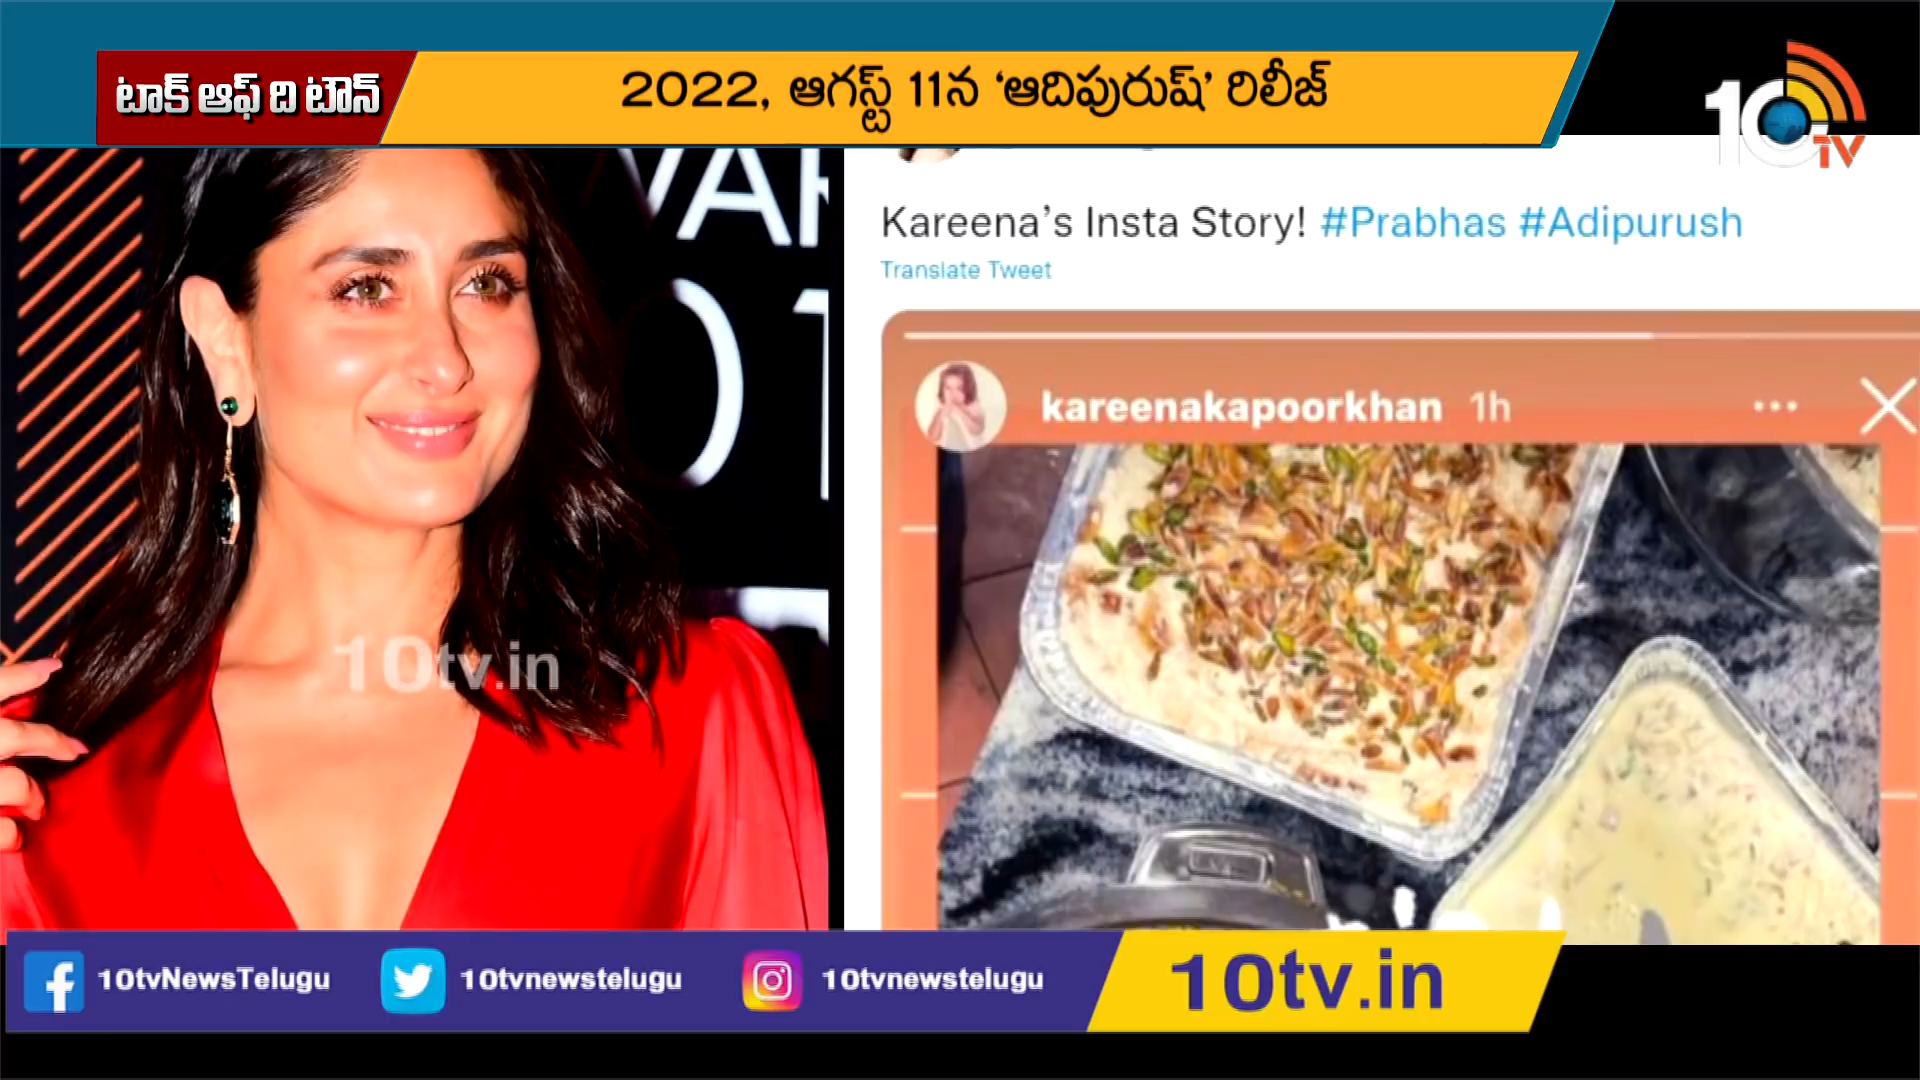 టాక్ ఆఫ్ ది టౌన్
2022, ఆగస్ట్ 11న ‘ఆదిపురుష్’ రిలీజ్
10TV
Kareena’s Insta Story! #Prabhas #Adipurush
Translate Tweet
kareenakapoorkhan 1h
10tv.in
10tvNewsTelugu
10tvnewstelugu
10tvnewstelugu
10tv.in